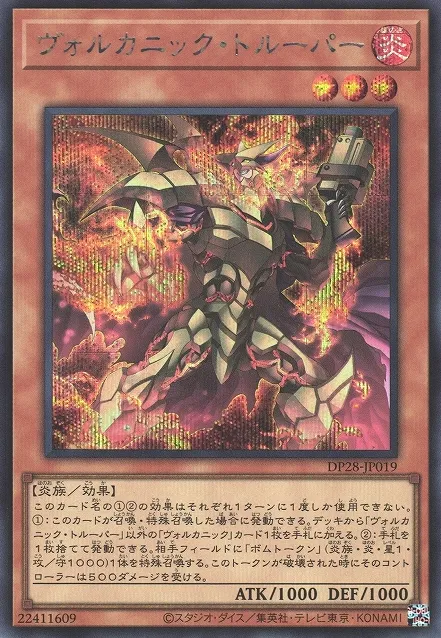 ヴォルカニック・トルーパー
炎
DP28-JP019
【炎族/効果】
このカード名の①②の効果はそれぞれ1ターンに1度しか使用できない。
①:このカードが召喚・特殊召喚した場合に発動できる。デッキから「ヴォルカ
ニック・トルーパー」以外の「ヴォルカニック」カード1枚を手札に加える。②:手札を
1枚捨てて発動できる。相手フィールドに「ボムトークン」(炎族・炎・星1・
攻/守1000)1体を特殊召喚する。このトークンが破壊された時にそのコント
ローラーは500ダメージを受ける。
ATK/1000 DEF/1000
22411609 ©スタジオ・ダイス/集英社・テレビ東京・KONAMI